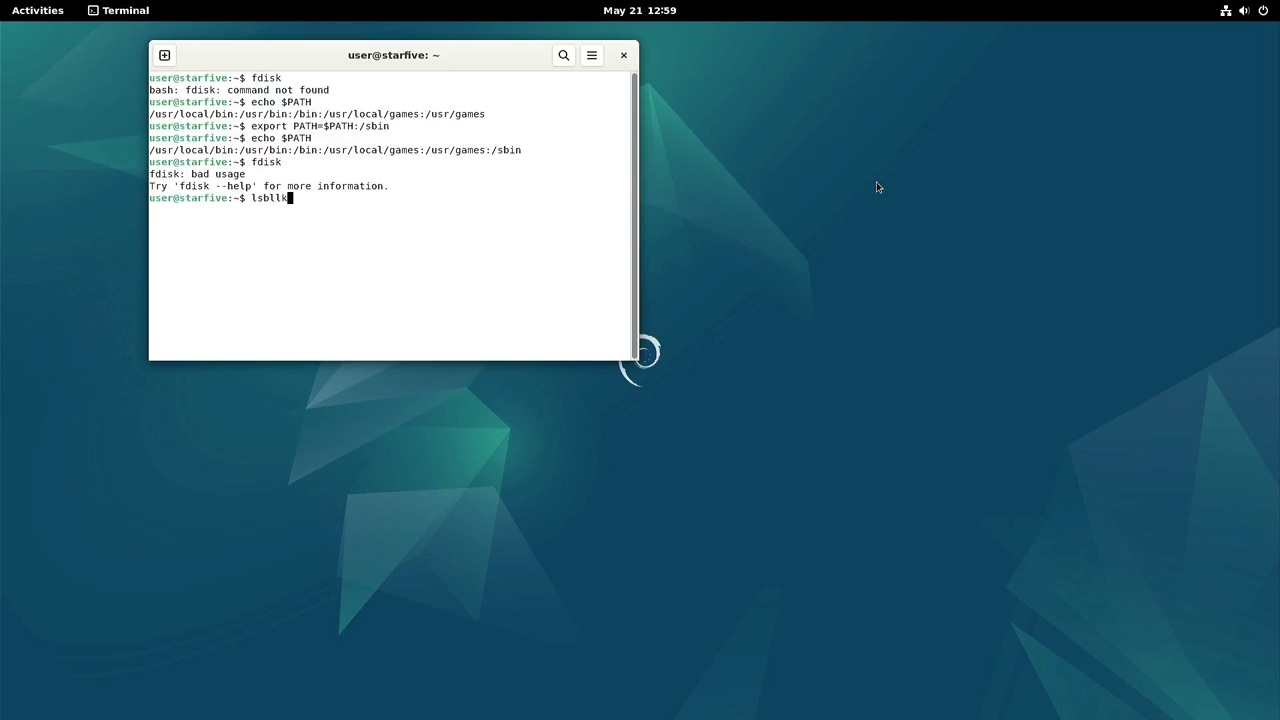 Activities Terminal May 21 12:59
user@starfive: ~
user@starfive:~$ fdisk
bash: fdisk: command not found
user@starfive:~$ echo $PATH
/usr/local/bin:/usr/bin:/bin:/usr/local/games:/usr/games
user@starfive:~$ export PATH=$PATH:/sbin
user@starfive:~$ echo $PATH
/usr/local/bin:/usr/bin:/bin:/usr/local/games:/usr/games:/sbin
user@starfive:~$ fdisk
fdisk: bad usage
Try 'fdisk --help' for more information.
user@starfive:~$ lsbllk